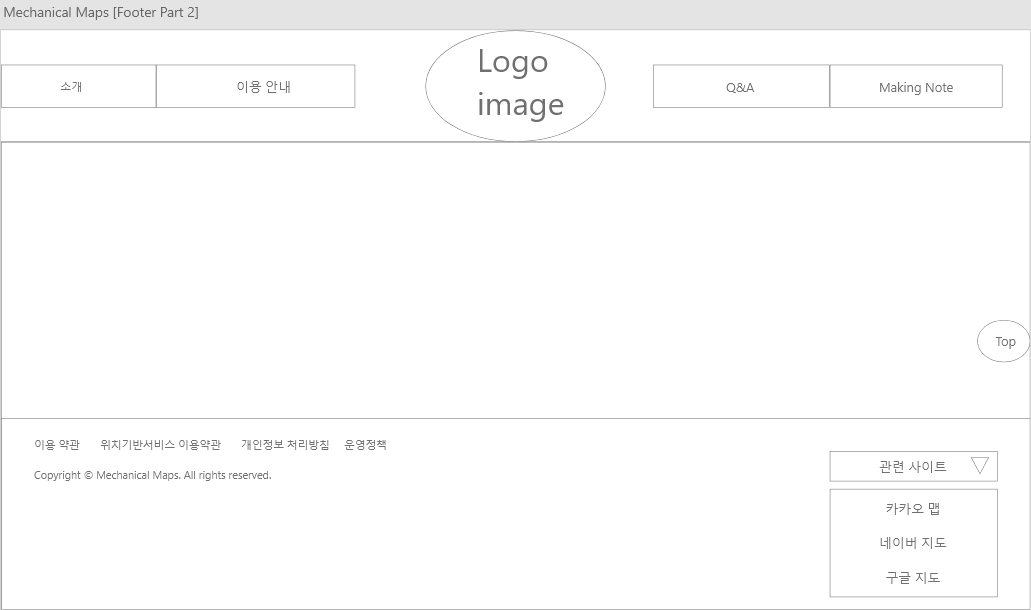 Mechanical Maps [Footer Part 2]
소개
이용 안내
Logo
image
Q&A
Making Note
Top
이용 약관 위치기반서비스 이용약관 개인정보 처리방침 운영정책
Copyright © Mechanical Maps. All rights reserved.
관련 사이트
카카오 맵
네이버 지도
구글 지도